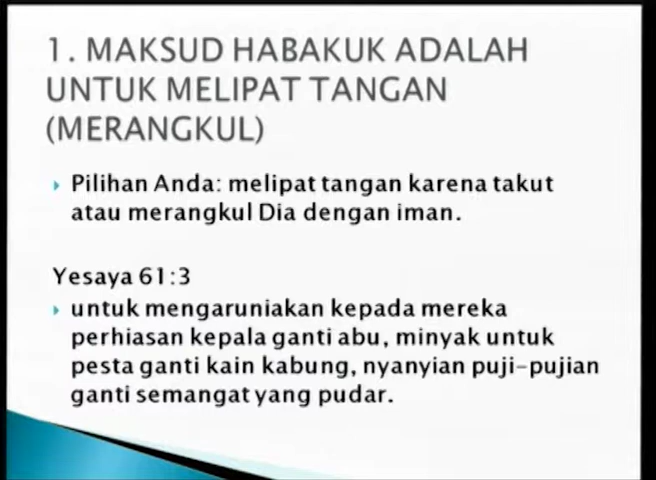 1. MAKSUD HABAKUK ADALAH
UNTUK MELIPAT TANGAN
(MERANGKUL)
Pilihan Anda: melipat tangan karena takut
atau merangkul Dia dengan iman.
Yesaya 61:3
untuk mengaruniakan kepada mereka
perhiasan kepala ganti abu, minyak untuk
pesta ganti kain kabung, nyanyian puji-pujian
ganti semangat yang pudar.